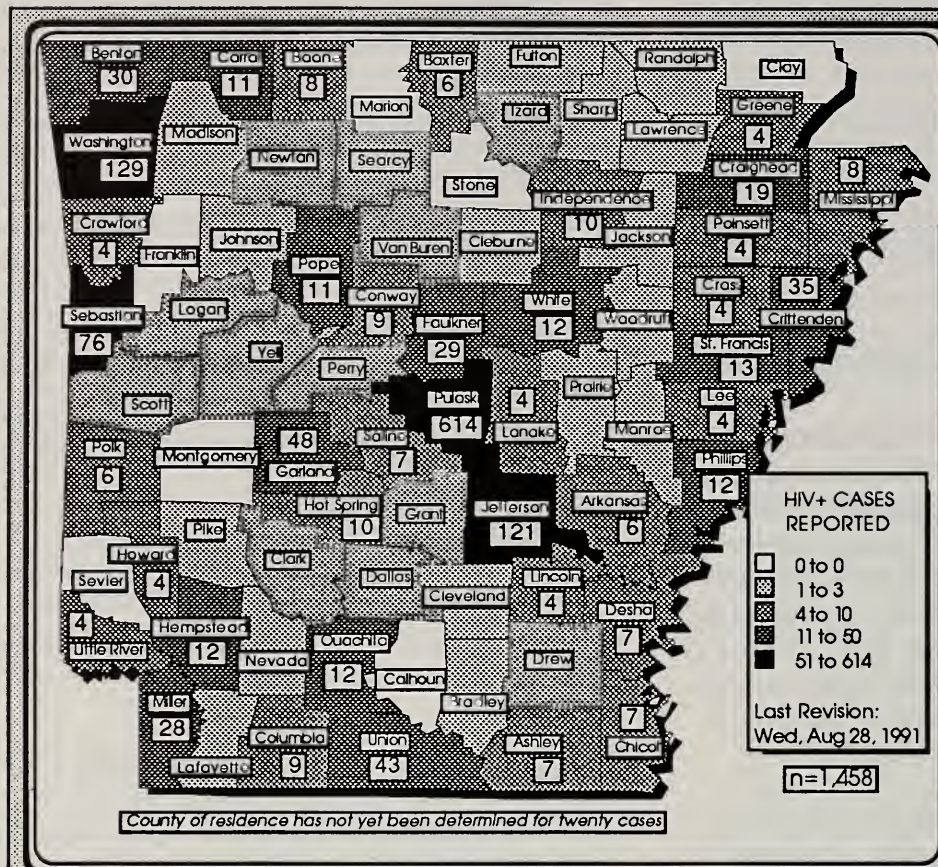 Benton
30
Carrol
11
Boone
8
Marion
Baxter
6
Fulton
Izard
Sharp
Randolph
Lawrence
Clay
Greene
4
Craighead
19
8
Mississippi
Washington
129
Madison
Newton
Searcy
Stone
Independence
10
Jackson
Poinsett
4
Crawford
4
Franklin
Johnson
Pope
11
Van Buren
Cleburne
Conway
9
Faulkner
29
White
12
Woodruff
Cross
4
35
Crittenden
St. Francis
13
Sebastian
76
Logan
Yell
Perry
Scott
Pulaski
614
4
Lonoke
Prairie
Monroe
Lee
4
Phillips
12
Polk
6
Montgomery
48
Garland
Saline
7
Hot Spring
10
Grant
Jefferson
121
Arkansas
6
Howard
4
Pike
Clark
Dallas
Cleveland
Lincoln
4
Desha
7
Sevier
4
Little River
Hempstead
12
Nevada
Ouachita
12
Calhoun
Bradley
Drew
Miller
28
Lafayette
Columbia
9
Union
43
Ashley
7
7
Chicot
HIV+ CASES
REPORTED
0 to 0
1 to 3
4 to 10
11 to 50
51 to 614
Last Revision:
Wed, Aug 28, 1991
n=1,458
County of residence has not yet been determined for twenty cases